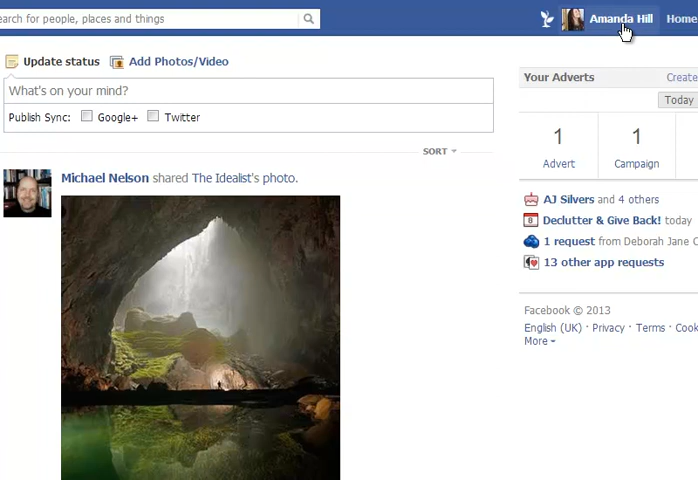 earch for people, places and things
Amanda Hill Home
Update status Add Photos/Video
What's on your mind?
Publish Sync: Google+ Twitter
SORT
Michael Nelson shared The Idealist's photo.
Your Adverts Create
Today
1 1
Advert Campaign
AJ Silvers and 4 others
8 Declutter & Give Back! today
1 request from Deborah Jane C
13 other app requests
Facebook © 2013
English (UK) · Privacy · Terms · Cook
More